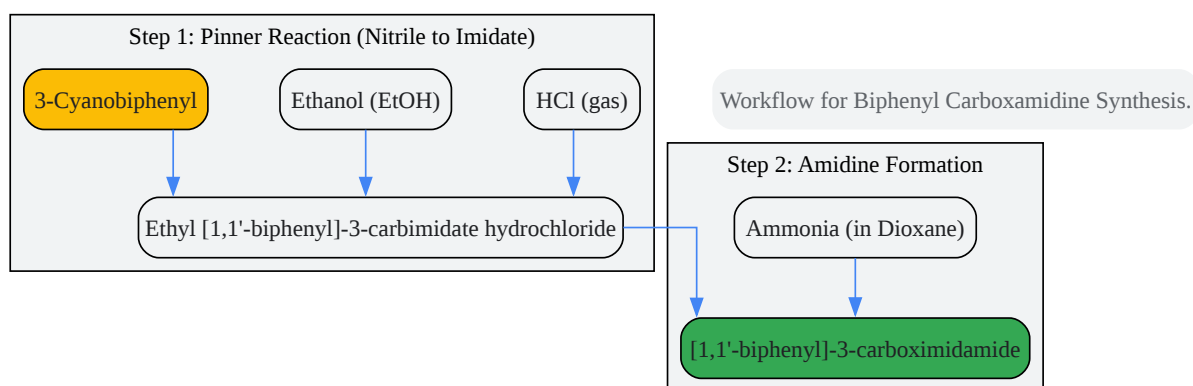 Step 1: Pinner Reaction (Nitrile to Imidate)
3-Cyanobiphenyl
Ethanol (EtOH)
HCl (gas)
Ethyl [1,1'-biphenyl]-3-carbimidate hydrochloride
Workflow for Biphenyl Carboxamidine Synthesis.
Step 2: Amidine Formation
Ammonia (in Dioxane)
[1,1'-biphenyl]-3-carboximidamide